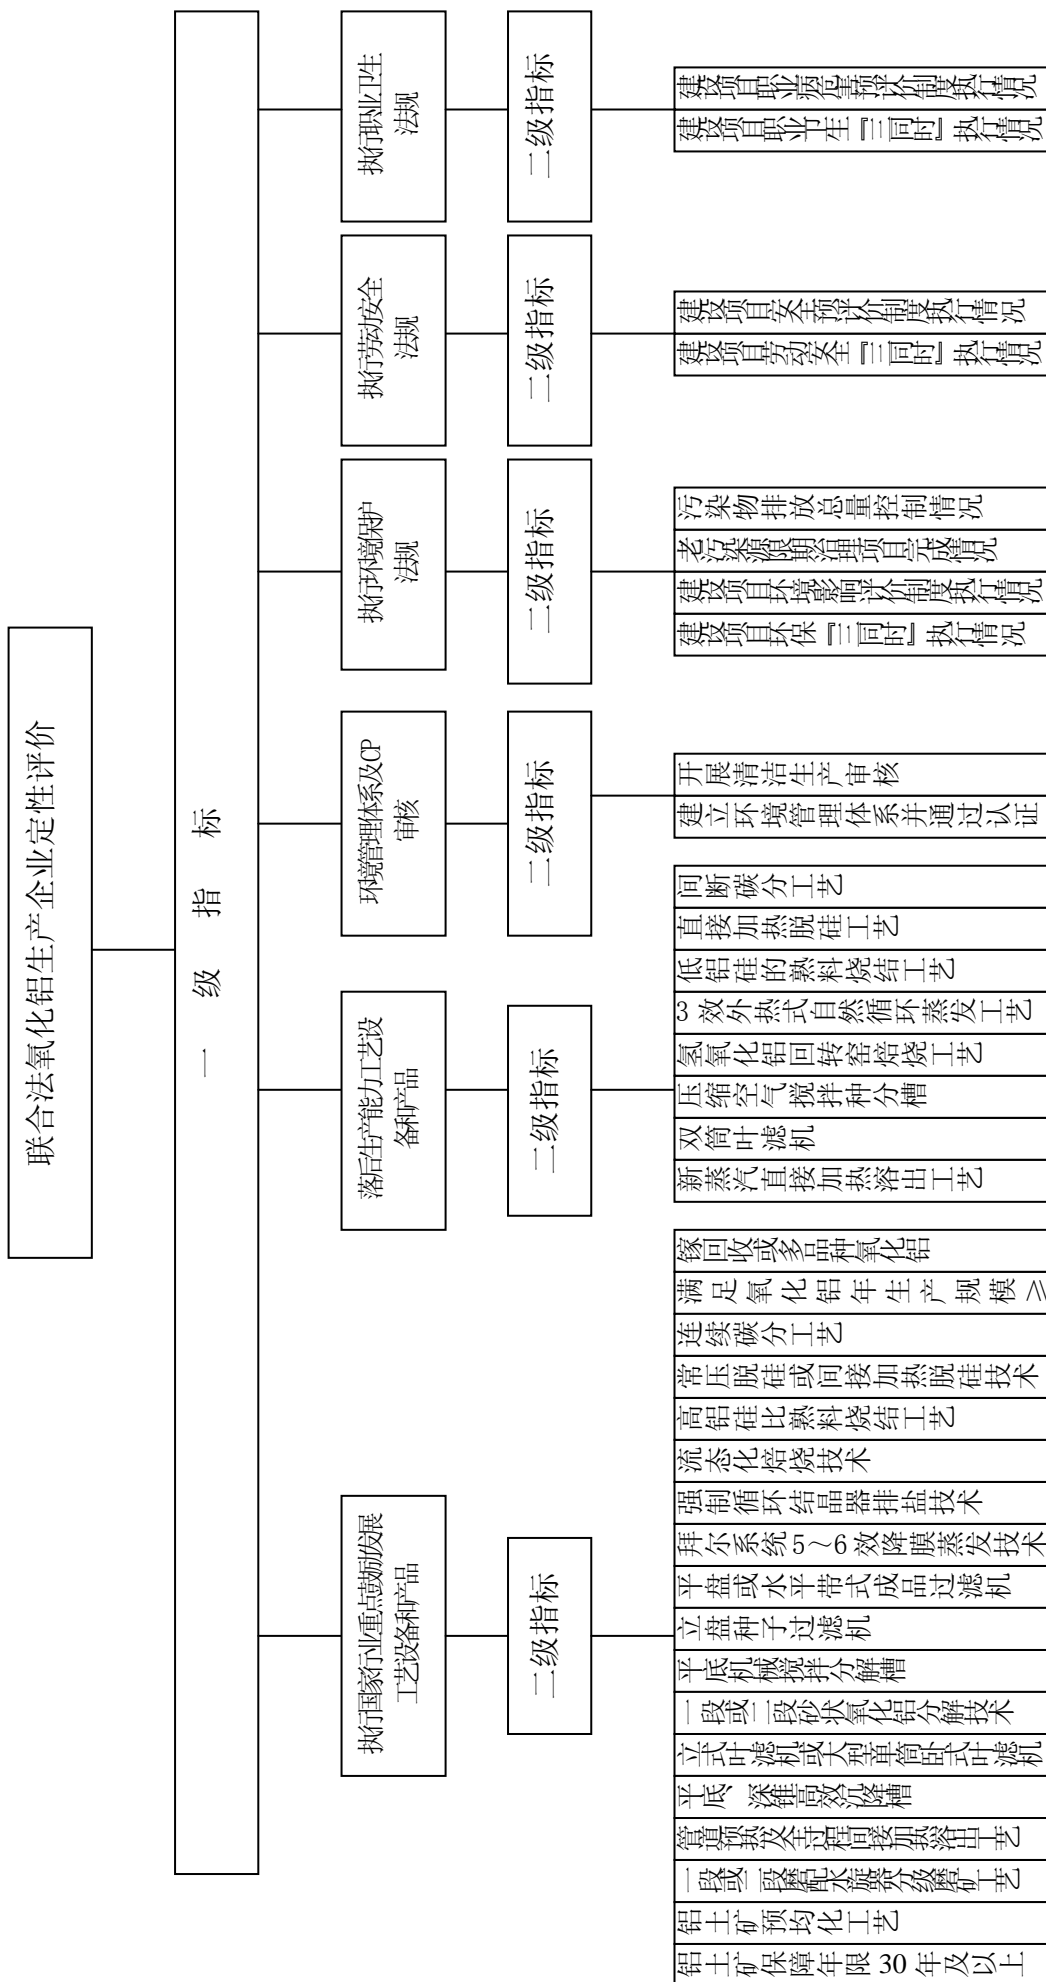 联合法氧化铝生产企业定性评价
一级指标
执行国家行业重点鼓励发展
工艺设备和产品
落后生产能力工艺设
备和产品
环境管理体系及CP
审核
执行环境保护
法规
执行劳动安全
法规
执行职业卫生
法规
二级指标
二级指标
二级指标
二级指标
二级指标
二级指标
铝土矿保障年限30年及以上
铝土矿预均化工艺
一段或二段磨配水旋器分级磨矿工艺
管道预热及全过程间接加热溶出工艺
平底、深锥高效沉降槽
立式叶滤机或大型单筒卧式叶滤机
一段或二段砂状氧化铝分解技术
平底机械搅拌分解槽
立盘种子过滤机
平盘或水平带式成品过滤机
拜尔系统5～6效降膜蒸发技术
强制循环结晶器排盐技术
流态化焙烧技术
高铝硅比熟料烧结工艺
常压脱硅或间接加热脱硅技术
连续碳分工艺
满足氧化铝年生产规模≥
镓回收或多品种氧化铝
新蒸汽直接加热溶出工艺
双筒叶滤机
压缩空气搅拌种分槽
氢氧化铝回转窑焙烧工艺
3效外热式自然循环蒸发工艺
低铝硅的熟料烧结工艺
直接加热脱硅工艺
间断碳分工艺
建立环境管理体系并通过认证
开展清洁生产审核
建设项目环保『三同时』执行情况
建设项目环境影响评价制度执行情况
老污染源限期治理项目完成情况
污染物排放总量控制情况
建设项目劳动安全『三同时』执行情况
建设项目安全预评价制度执行情况
建设项目职业卫生『三同时』执行情况
建设项目职业病危害预评价制度执行情况